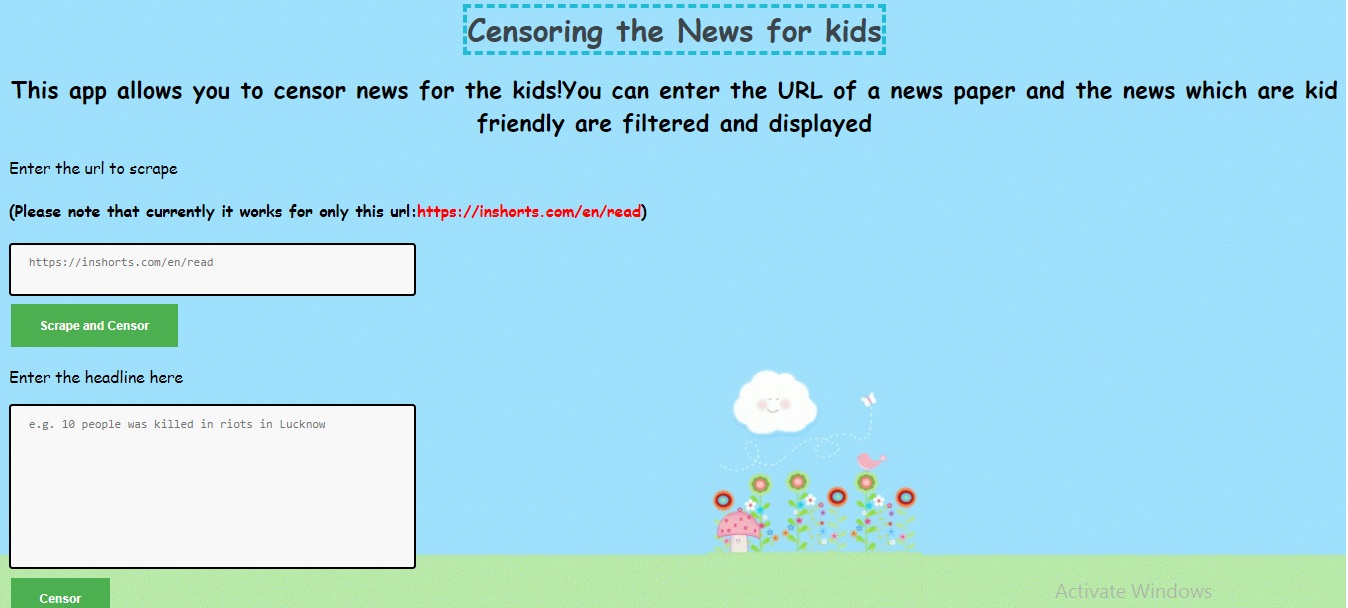 Censoring the News for kids
This app allows you to censor news for the kids!You can enter the URL of a news paper and the news which are kid
friendly are filtered and displayed
Enter the url to scrape
(Please note that currently it works for only this url:https://inshorts.com/en/read)
https://inshorts.com/en/read
Scrape and Censor
Enter the headline here
e.g. 10 people was killed in riots in Lucknow
Censor
Activate Windows